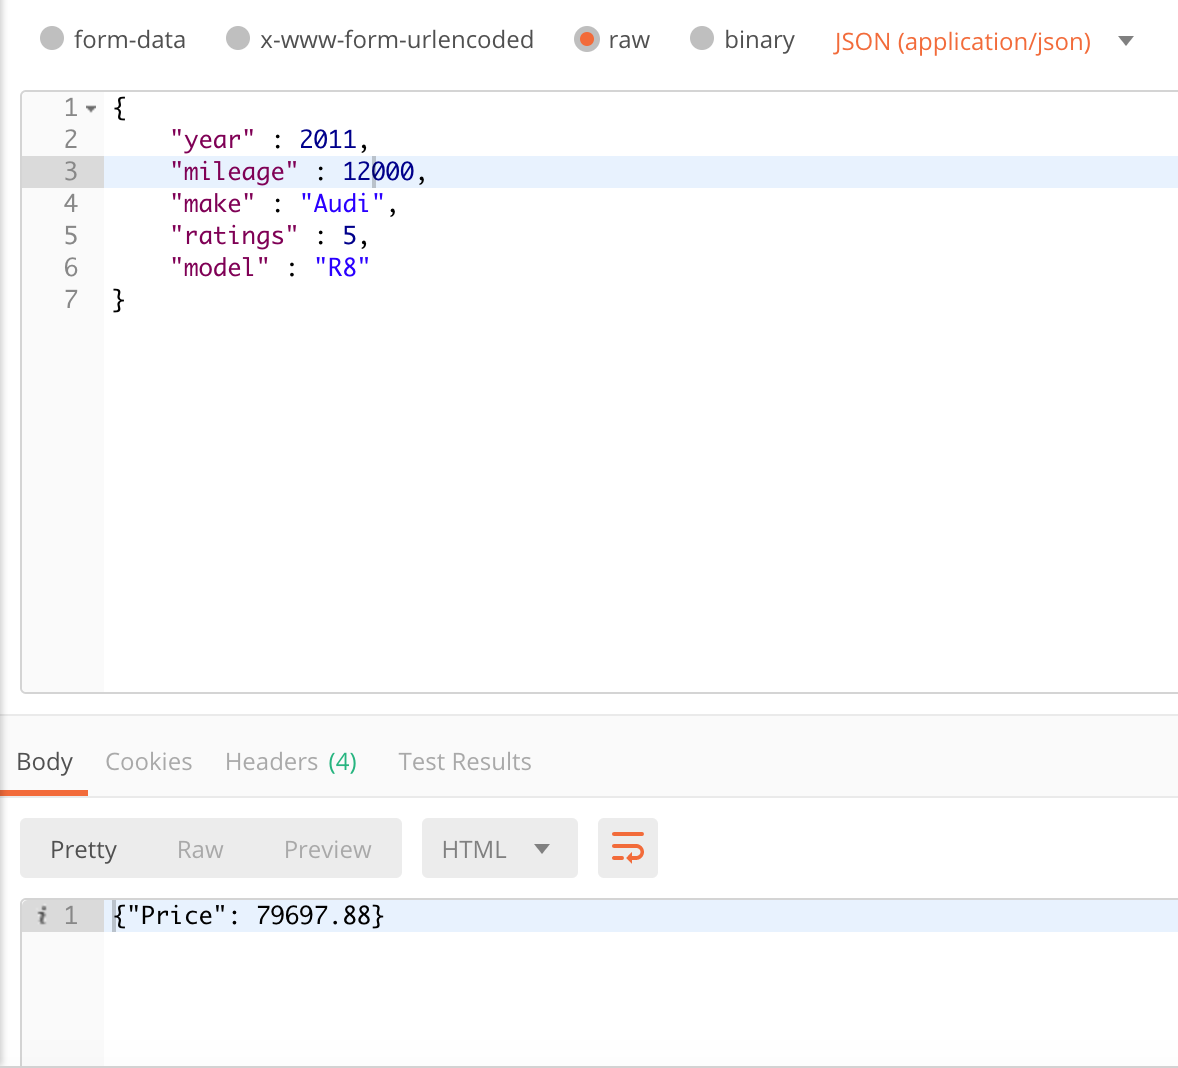 form-data x-www-form-urlencoded raw binary JSON (application/json)
1 {
2 "year" : 2011,
3 "mileage" : 12000,
4 "make" : "Audi",
5 "ratings" : 5,
6 "model" : "R8"
7 }
Body Cookies Headers (4) Test Results
Pretty Raw Preview HTML
i 1 {"Price": 79697.88}